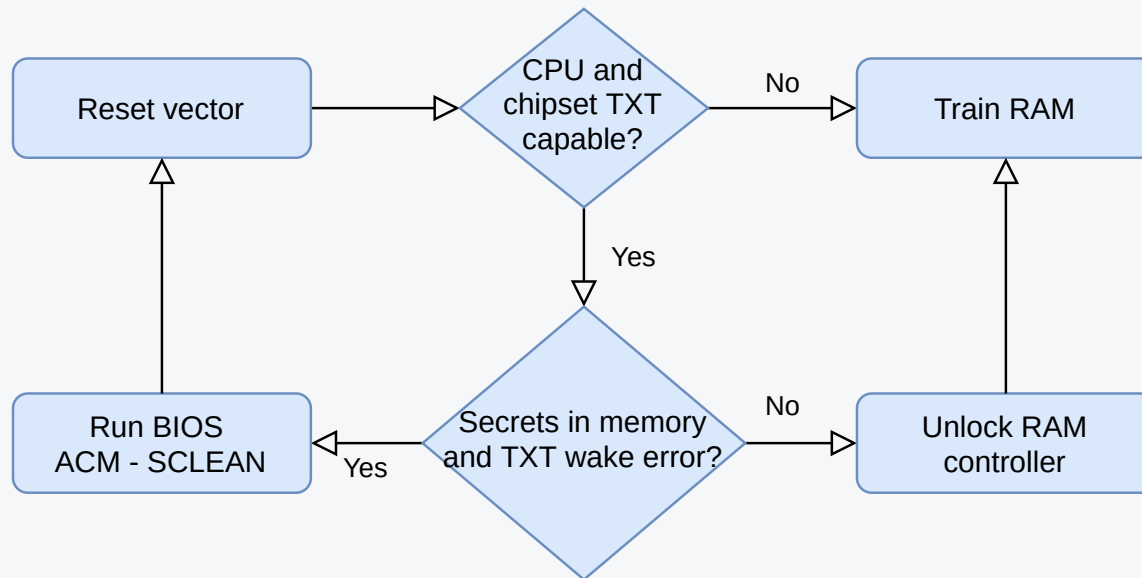 Reset vector
CPU and
chipset TXT
capable?
No
Train RAM
Yes
Run BIOS
ACM - SCLEAN
Yes
Secrets in memory
and TXT wake error?
No
Unlock RAM
controller